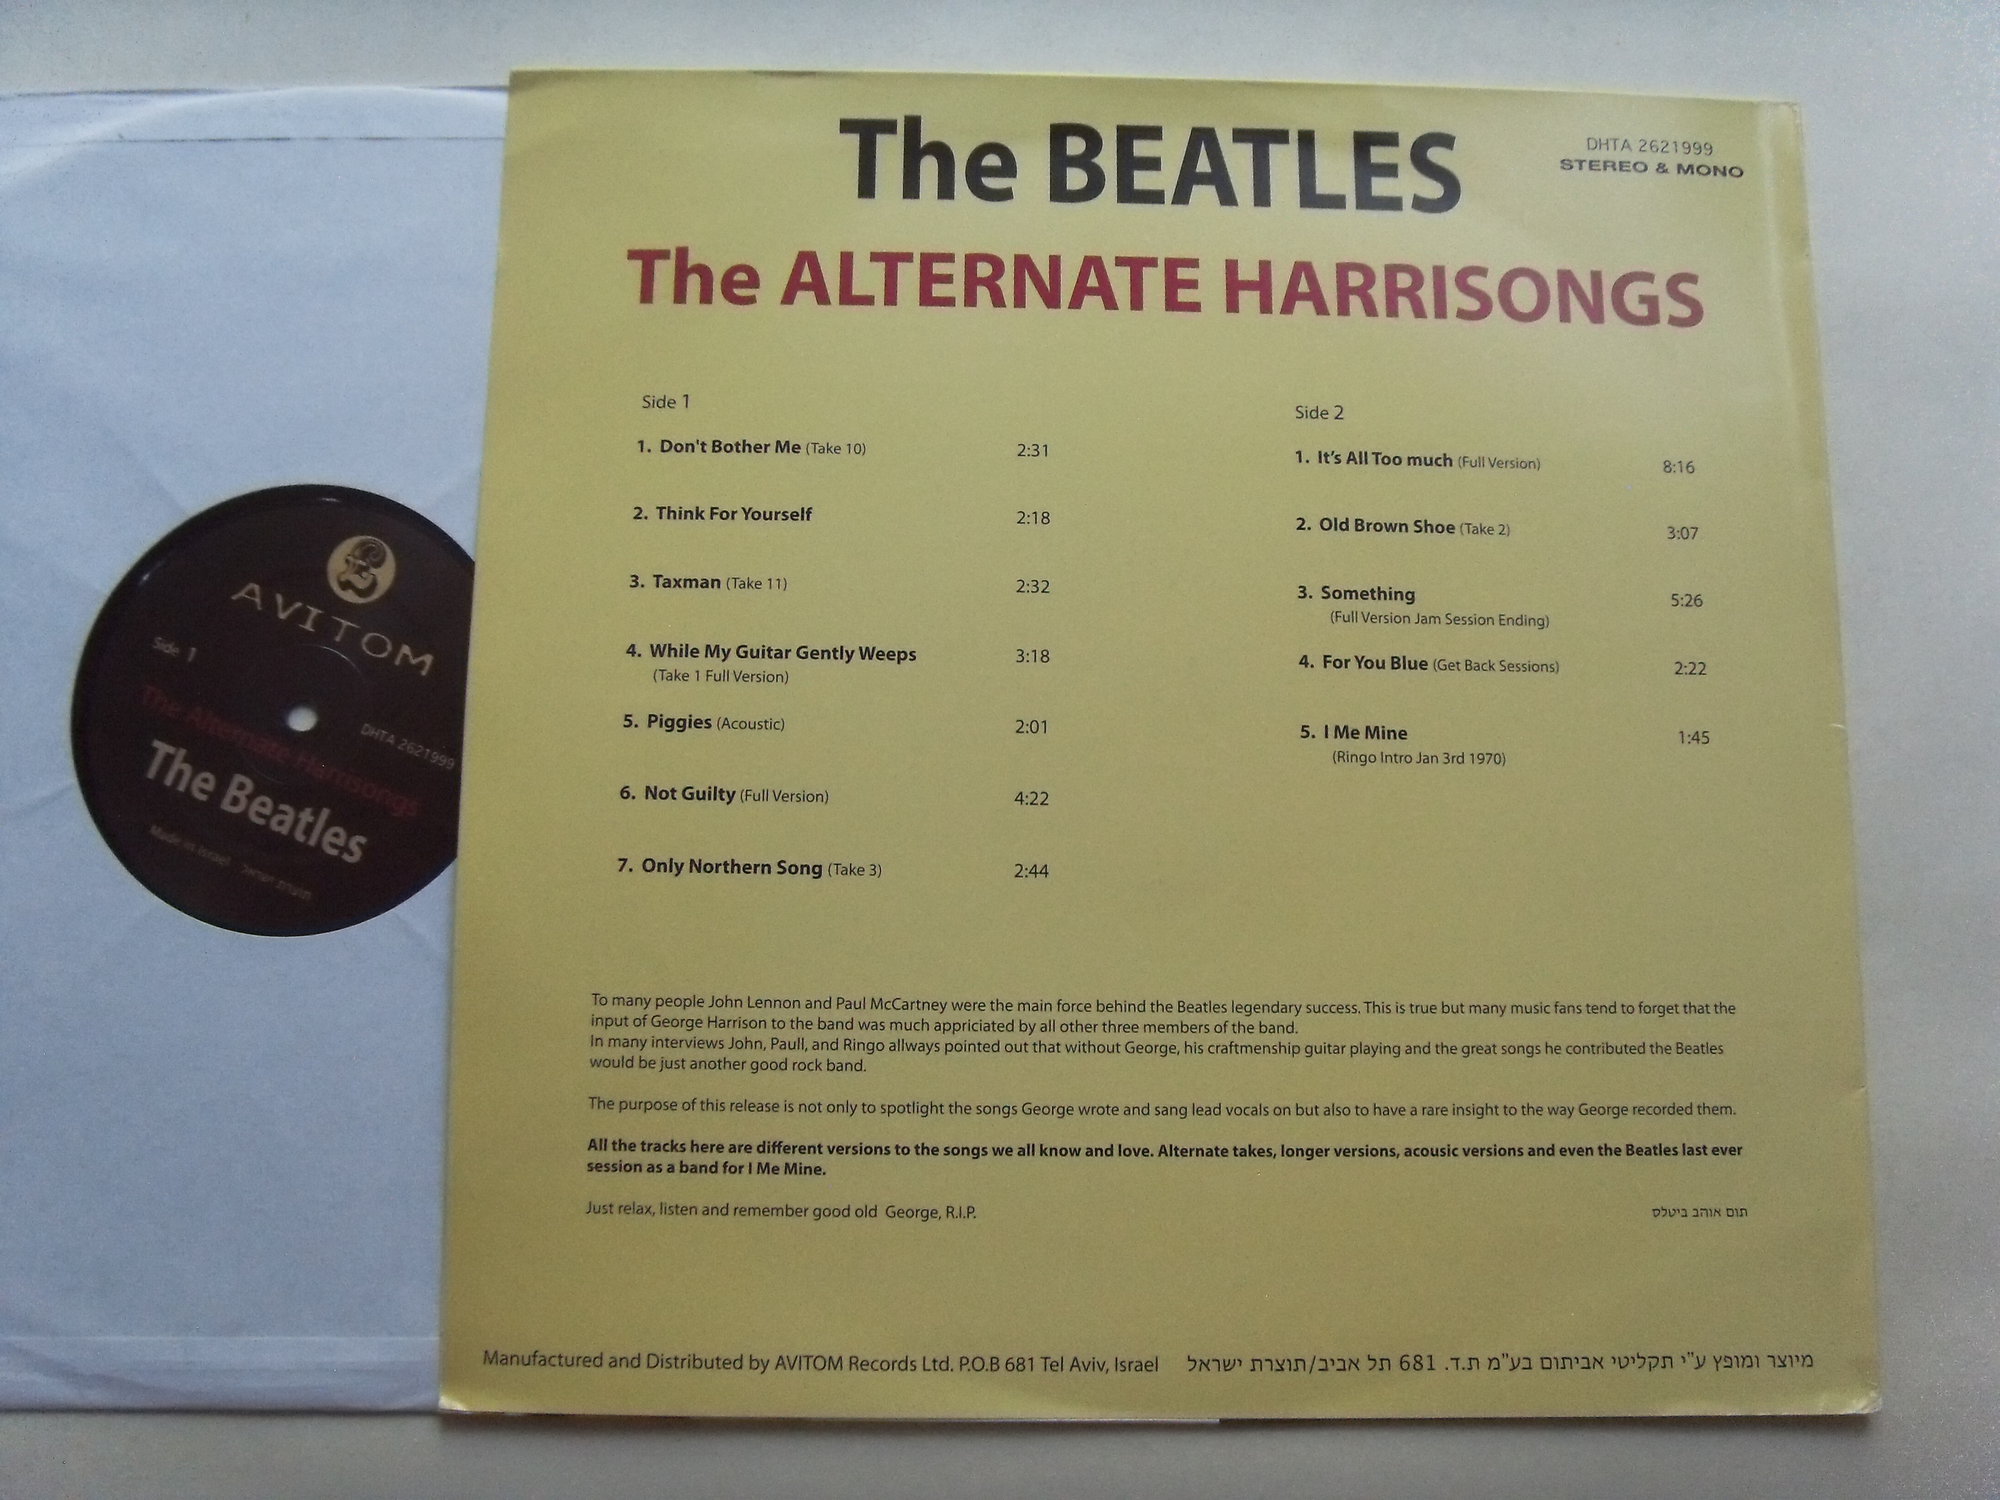 The BEATLES
DHTA 2621999
STEREO & MONO
The ALTERNATE HARRISONGS
Side 1
1. Don't Bother Me (Take 10) 2:31
2. Think For Yourself 2:18
3. Taxman (Take 11) 2:32
4. While My Guitar Gently Weeps 3:18
(Take 1 Full Version)
5. Piggies (Acoustic) 2:01
6. Not Guilty (Full Version) 4:22
7. Only Northern Song (Take 3) 2:44
Side 2
1. It's All Too much (Full Version) 8:16
2. Old Brown Shoe (Take 2) 3:07
3. Something 5:26
(Full Version Jam Session Ending)
4. For You Blue (Get Back Sessions) 2:22
5. I Me Mine 1:45
(Ringo Intro Jan 3rd 1970)
To many people John Lennon and Paul McCartney were the main force behind the Beatles legendary success. This is true but many music fans tend to forget that the
input of George Harrison to the band was much appriciated by all other three members of the band.
In many interviews John, Paull, and Ringo allways pointed out that without George, his craftmenship guitar playing and the great songs he contributed the Beatles
would be just another good rock band.
The purpose of this release is not only to spotlight the songs George wrote and sang lead vocals on but also to have a rare insight to the way George recorded them.
All the tracks here are different versions to the songs we all know and love. Alternate takes, longer versions, acousic versions and even the Beatles last ever
session as a band for I Me Mine.
Just relax, listen and remember good old George, R.I.P.
תום אוהב ביטלס
Manufactured and Distributed by AVITOM Records Ltd. P.O.B 681 Tel Aviv, Israel
מיוצר ומופץ ע"י תקליטי אביתום בע"מ ת.ד. 681 תל אביב/תוצרת ישראל
AVITOM
Side 1
DHTA 2621999
The Alternate Harrisongs
The Beatles
Made in Israel תוצרת ישראל